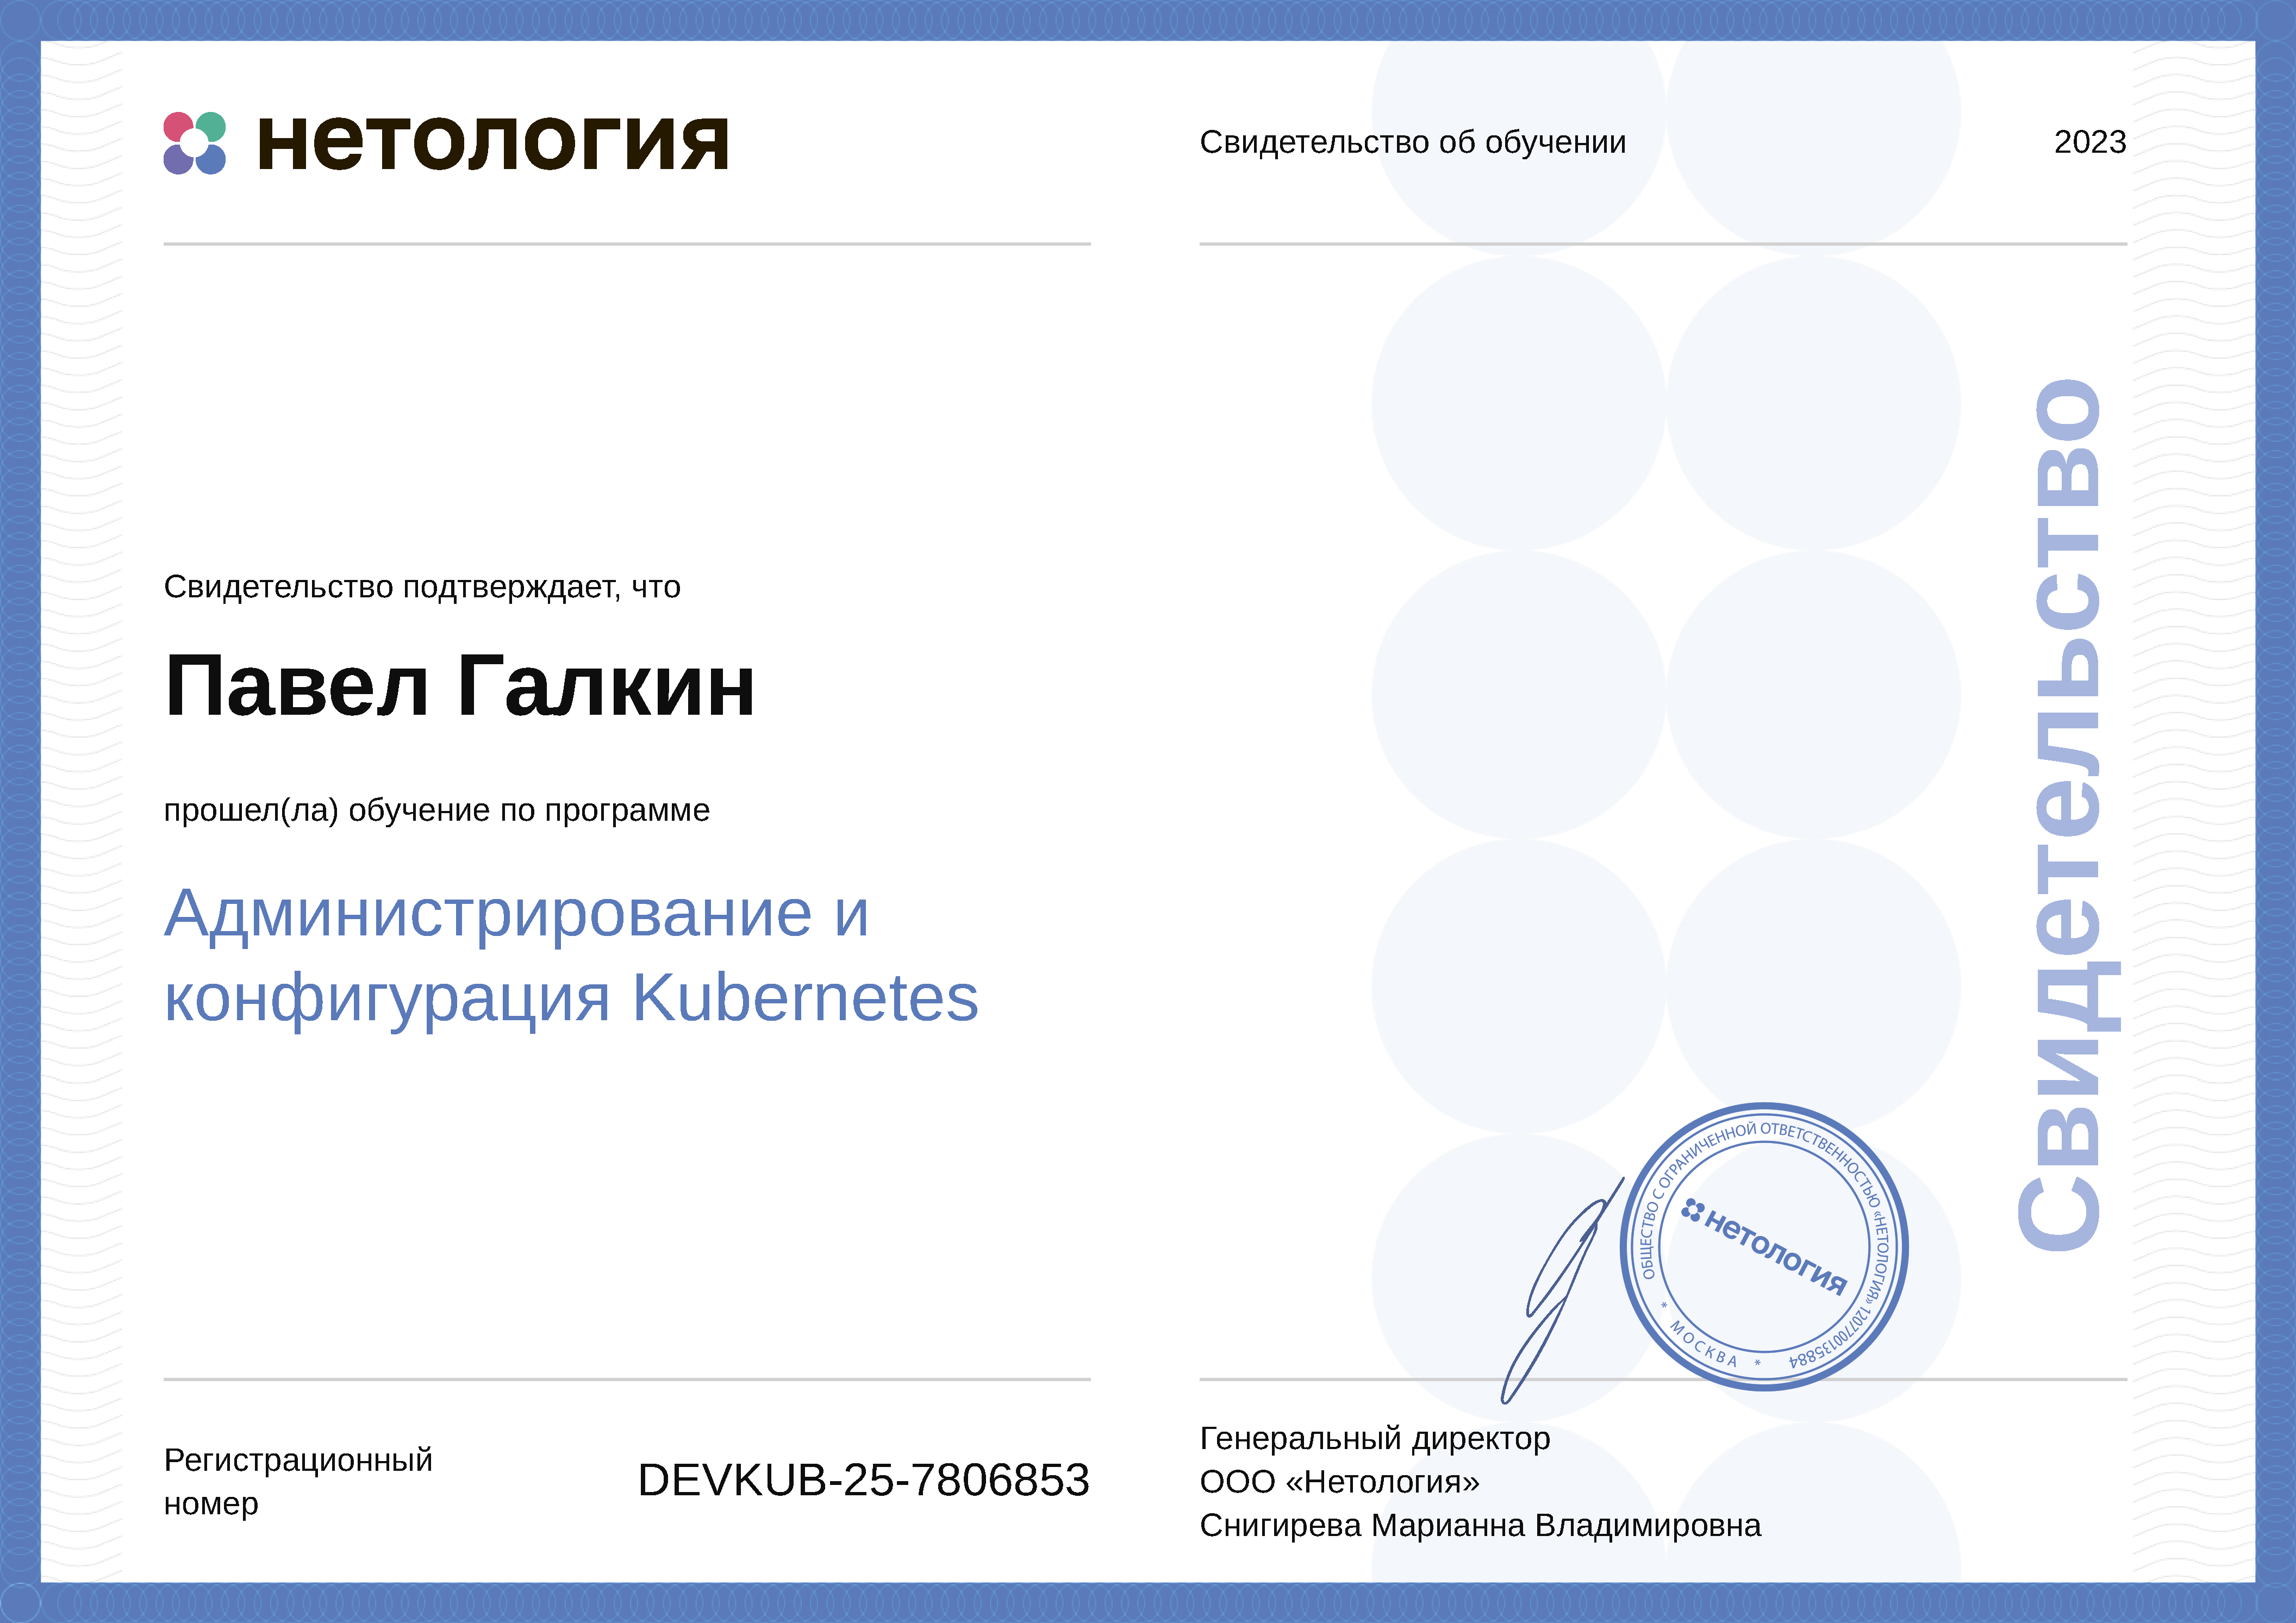 нетология
Свидетельство об обучении
2023
Свидетельство подтверждает, что
Павел Галкин
прошел(ла) обучение по программе
Администрирование и
конфигурация Kubernetes
Свидетельство
ОБЩЕСТВО С ОГРАНИЧЕННОЙ ОТВЕТСТВЕННОСТЬЮ «НЕТОЛОГИЯ» 1207700135884
* МОСКВА *
нетология
Регистрационный
номер
DEVKUB-25-7806853
Генеральный директор
ООО «Нетология»
Снигирева Марианна Владимировна